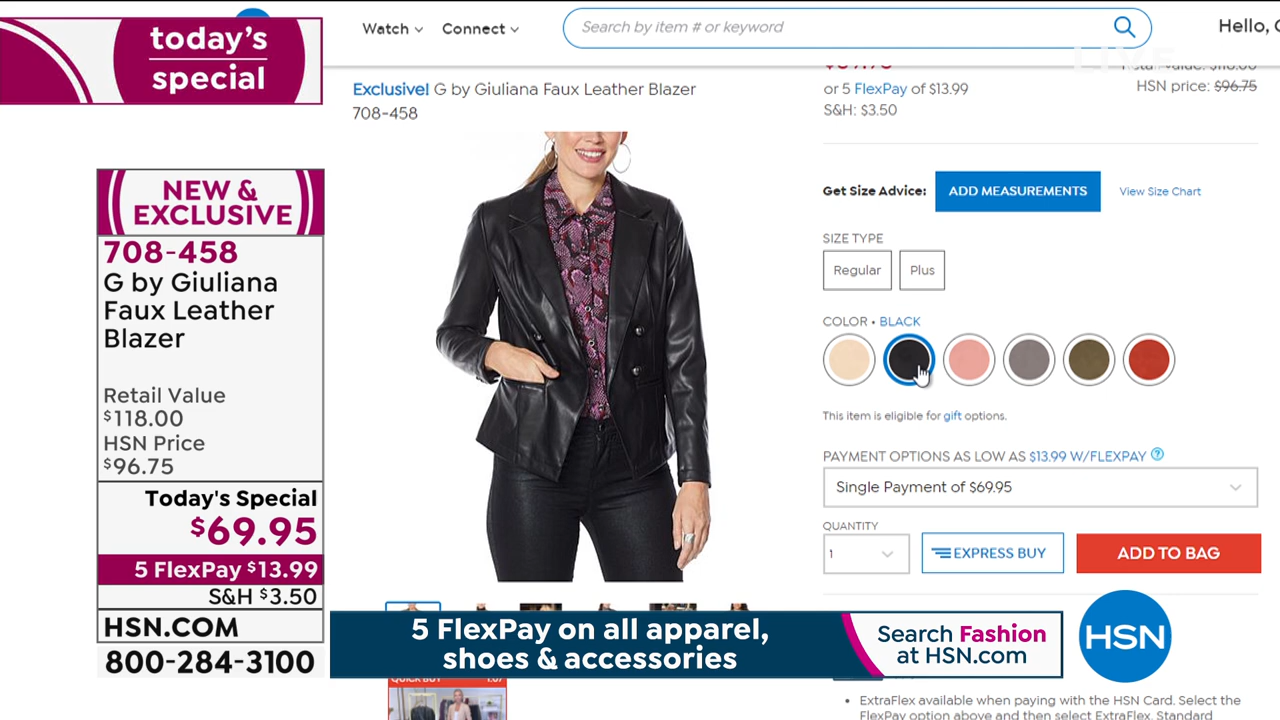 today's
special
NEW &
EXCLUSIVE
708-458
G by Giuliana
Faux Leather
Blazer
Retail Value
$118.00
HSN Price
$96.75
Today's Special
$69.95
5 FlexPay $13.99
S&H $3.50
HSN.COM
800-284-3100
Watch
Connect
Search by item # or keyword
Hello,
LIVE
Exclusive! G by Giuliana Faux Leather Blazer
708-458
or 5 FlexPay of $13.99
HSN price: $96.75
S&H: $3.50
Get Size Advice:
ADD MEASUREMENTS
View Size Chart
SIZE TYPE
Regular
Plus
COLOR • BLACK
This item is eligible for gift options.
PAYMENT OPTIONS AS LOW AS $13.99 W/FLEXPAY ?
Single Payment of $69.95
QUANTITY
1
EXPRESS BUY
ADD TO BAG
5 FlexPay on all apparel,
shoes & accessories
Search Fashion
at HSN.com
HSN
QUICK BUY
• ExtraFlex available when paying with the HSN Card. Select the
FlexPay option above and then select ExtraFlex. Standard